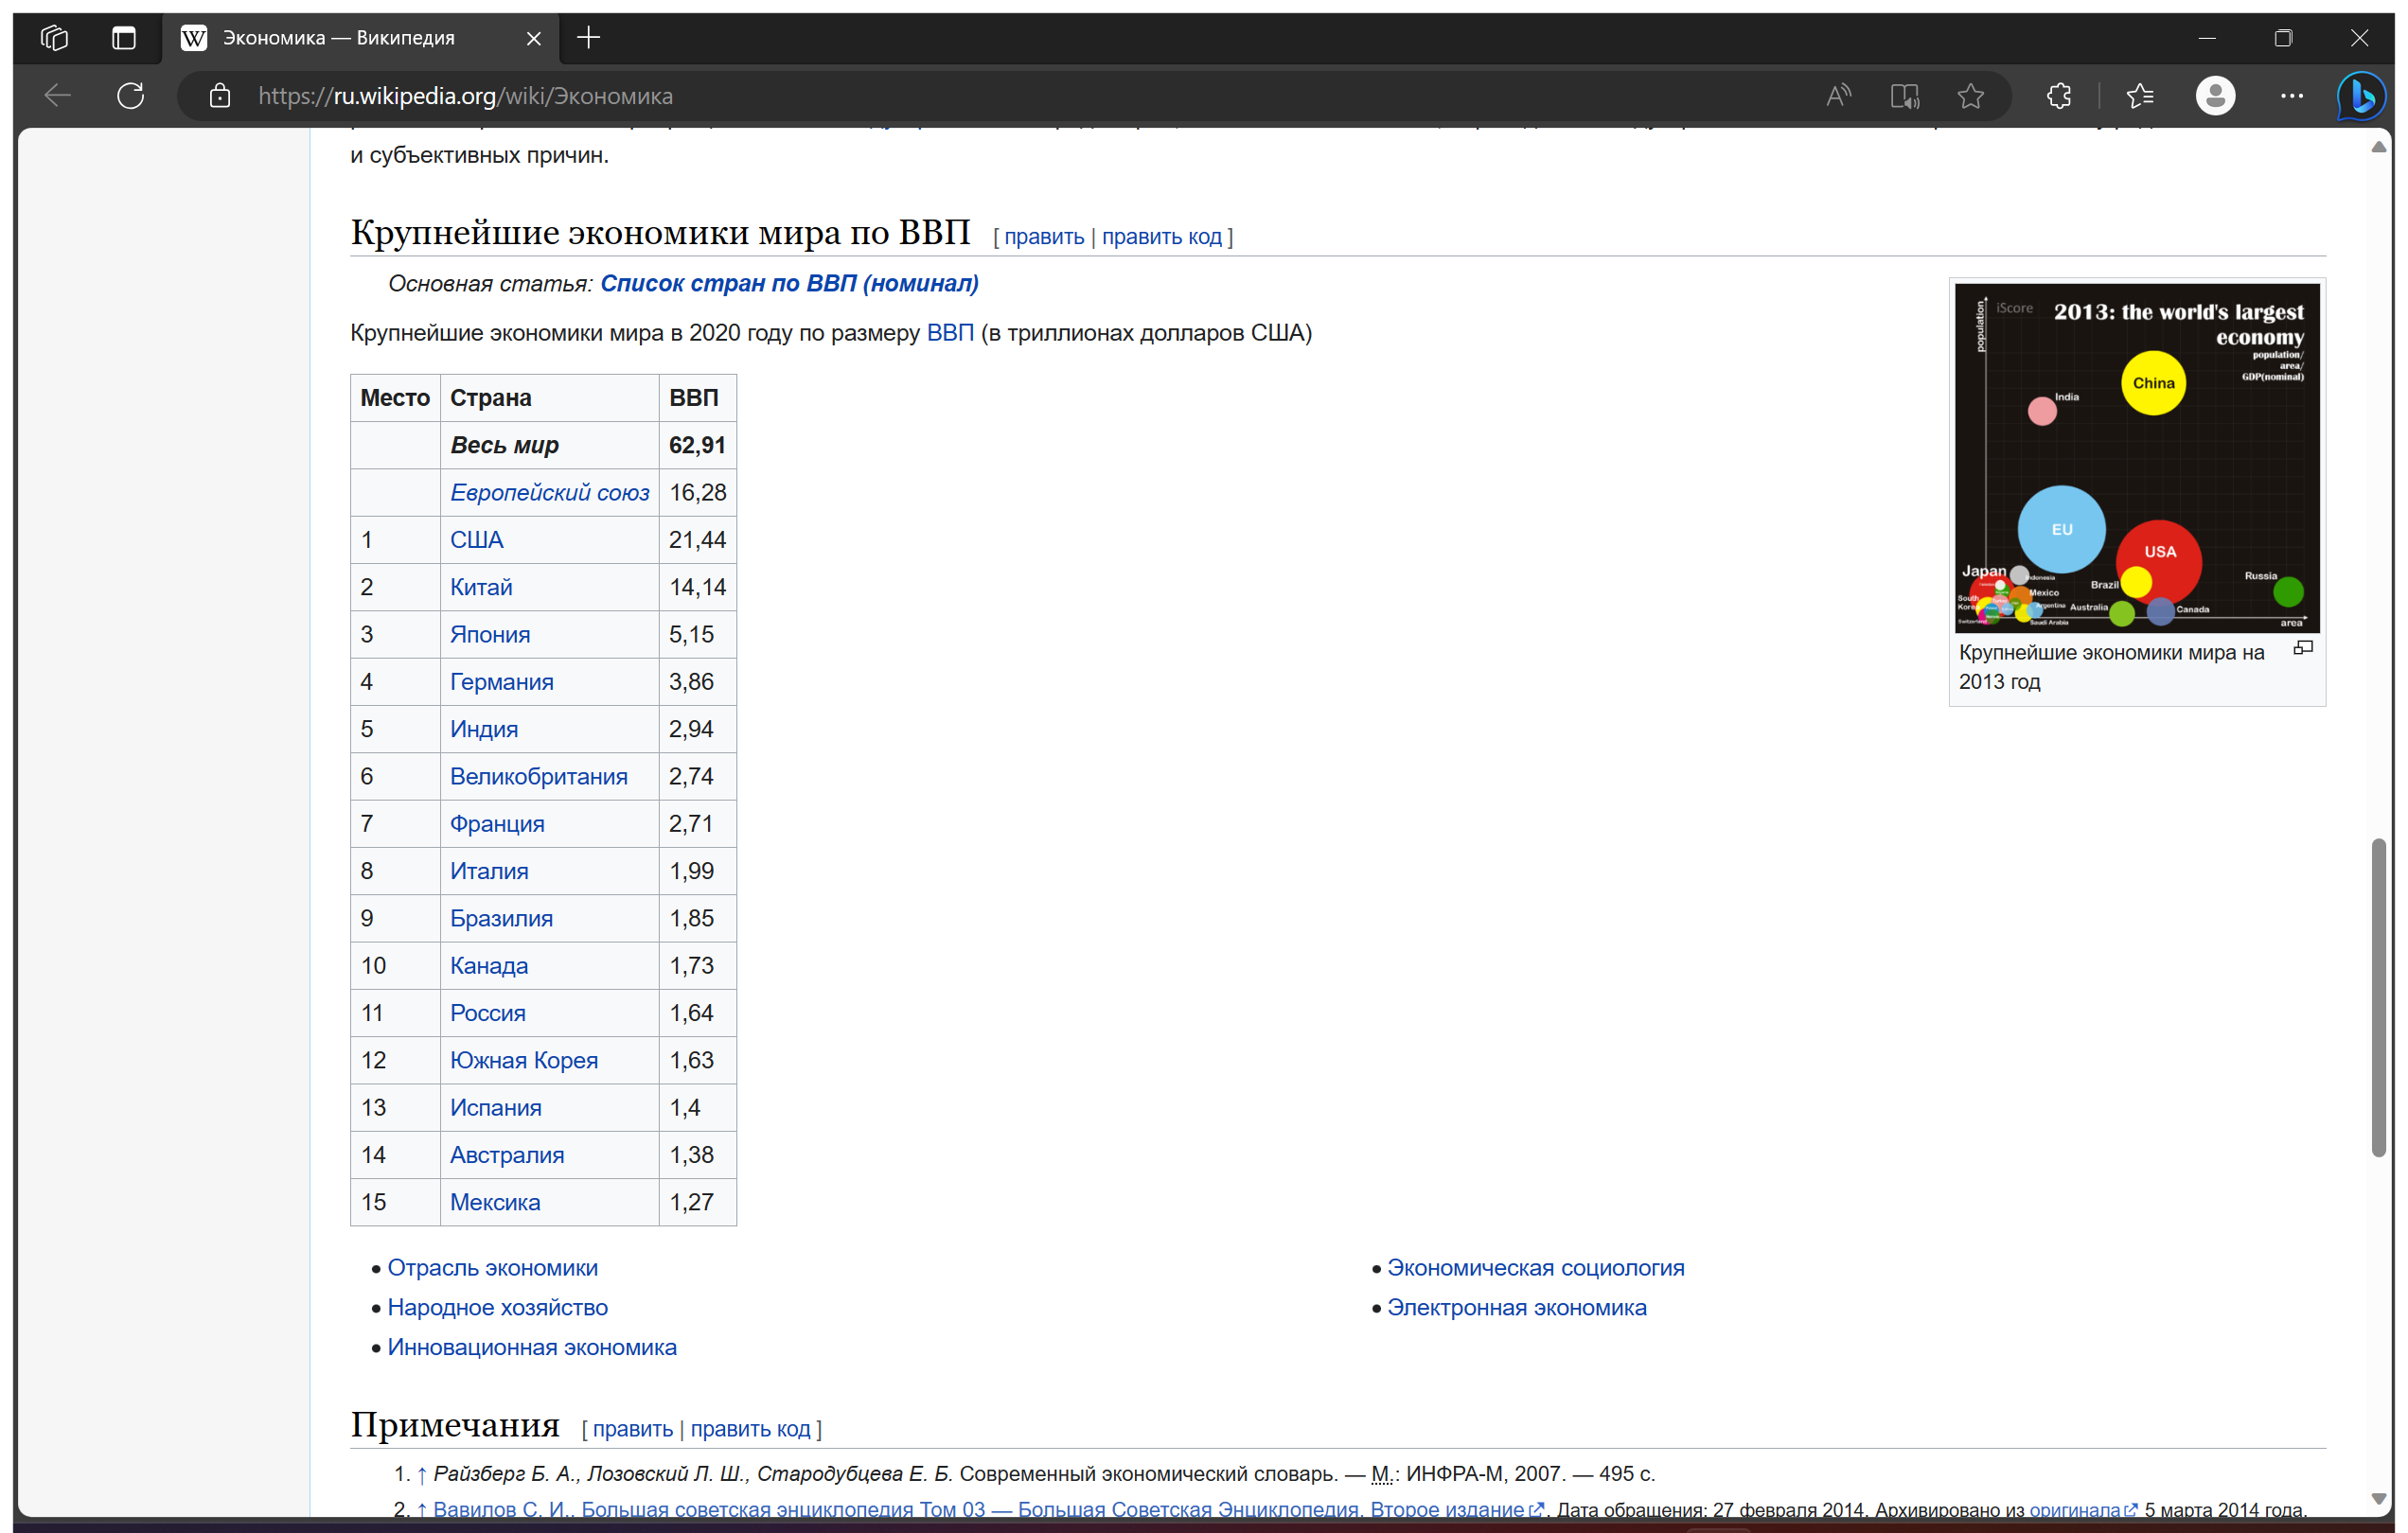 Экономика — Википедия
https://ru.wikipedia.org/wiki/Экономика
и субъективных причин.
Крупнейшие экономики мира по ВВП [ править | править код ]
Основная статья: Список стран по ВВП (номинал)
Крупнейшие экономики мира в 2020 году по размеру ВВП (в триллионах долларов США)
Место Страна ВВП
Весь мир 62,91
Европейский союз 16,28
1 США 21,44
2 Китай 14,14
3 Япония 5,15
4 Германия 3,86
5 Индия 2,94
6 Великобритания 2,74
7 Франция 2,71
8 Италия 1,99
9 Бразилия 1,85
10 Канада 1,73
11 Россия 1,64
12 Южная Корея 1,63
13 Испания 1,4
14 Австралия 1,38
15 Мексика 1,27
population
iScore
2013: the world's largest
economy
population/
area/
GDP(nominal)
China
India
EU
USA
Japan
Indonesia
Brazil
Russia
Mexico
South
Korea
Argentina
Australia
Canada
Switzerland
Saudi Arabia
area
Крупнейшие экономики мира на
2013 год
• Отрасль экономики
• Народное хозяйство
• Инновационная экономика
• Экономическая социология
• Электронная экономика
Примечания [ править | править код ]
1. ↑ Райзберг Б. А., Лозовский Л. Ш., Стародубцева Е. Б. Современный экономический словарь. — М.: ИНФРА-М, 2007. — 495 с.
2. ↑ Вавилов С. И.. Большая советская энциклопедия Том 03 — Большая Советская Энциклопедия. Второе издание. Дата обращения: 27 февраля 2014. Архивировано из оригинала 5 марта 2014 года.